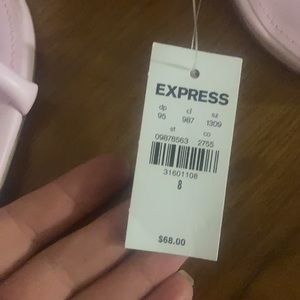 EXPRESS
dp cl sz
95 987 1309
st co
09878563 2755
31601108
8
$68.00